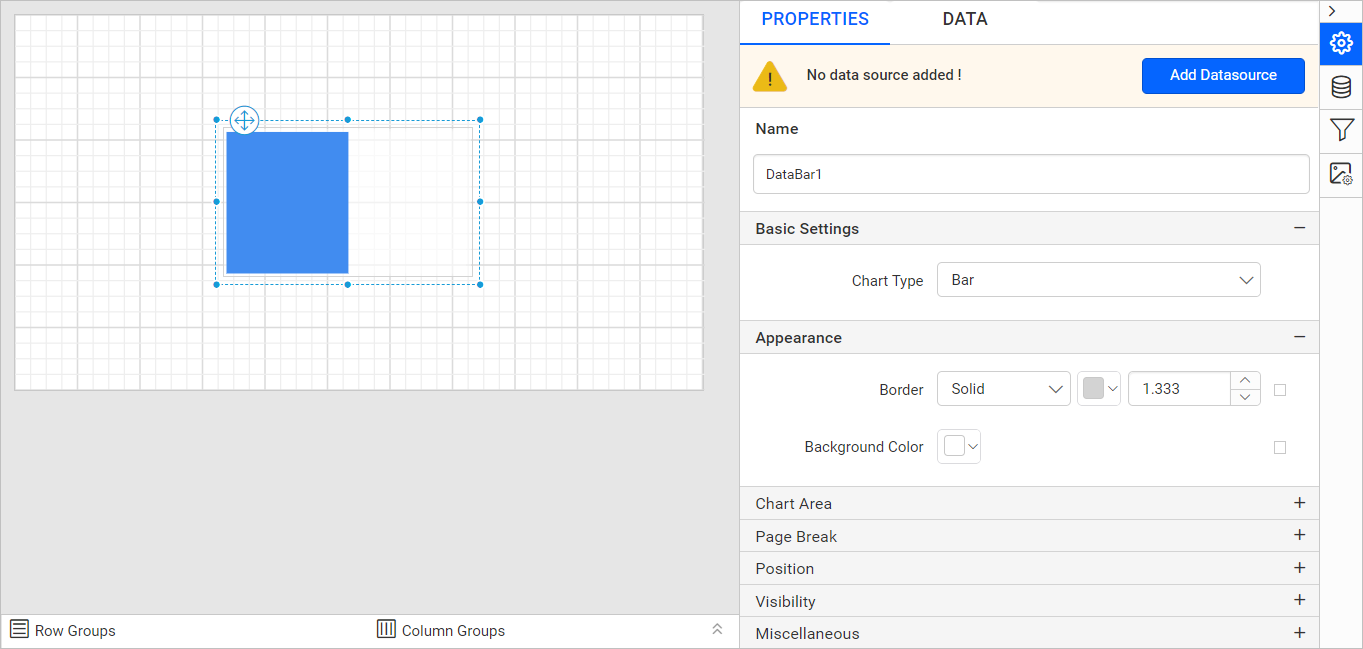 PROPERTIES DATA
No data source added ! Add Datasource
Name
DataBar1
Basic Settings
Chart Type Bar
Appearance
Border Solid 1.333
Background Color
Chart Area
Page Break
Position
Visibility
Miscellaneous
Row Groups Column Groups